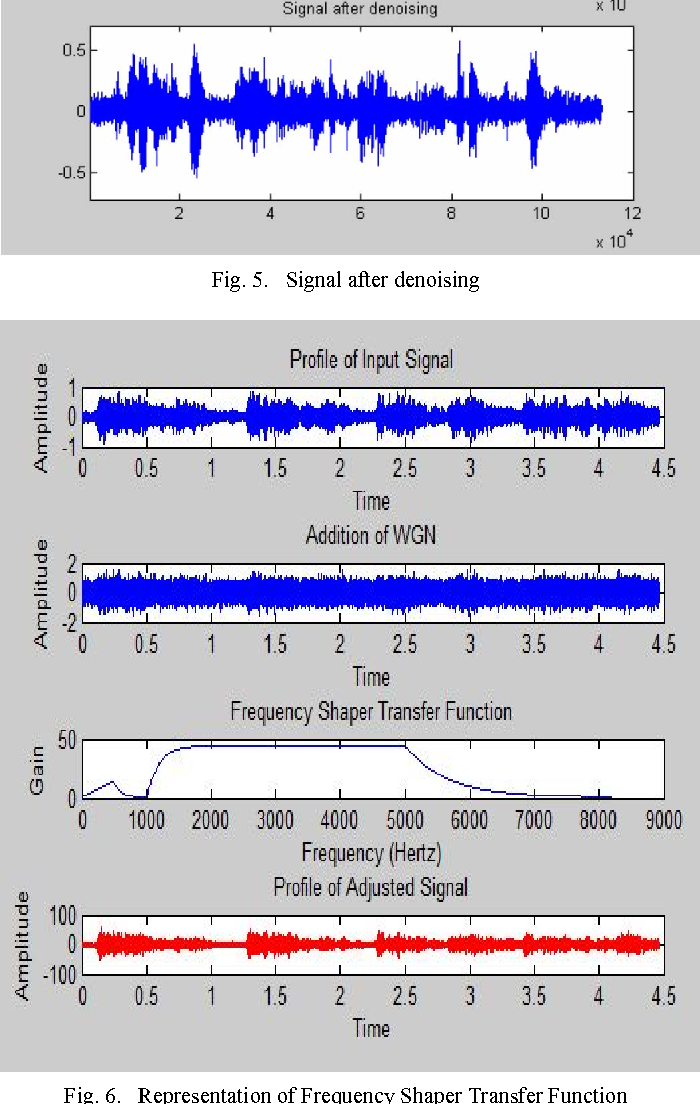 Signal after denoising
x 10
0.5
0
-0.5
2 4 6 8 10 12
x 10^4
Fig. 5. Signal after denoising
Profile of Input Signal
Amplitude
1
0
-1
0 0.5 1 1.5 2 2.5 3 3.5 4 4.5
Time
Addition of WGN
Amplitude
2
0
-2
0 0.5 1 1.5 2 2.5 3 3.5 4 4.5
Time
Frequency Shaper Transfer Function
Gain
50
0
0 1000 2000 3000 4000 5000 6000 7000 8000 9000
Frequency (Hertz)
Profile of Adjusted Signal
Amplitude
100
0
-100
0 0.5 1 1.5 2 2.5 3 3.5 4 4.5
Time
Fig. 6. Representation of Frequency Shaper Transfer Function